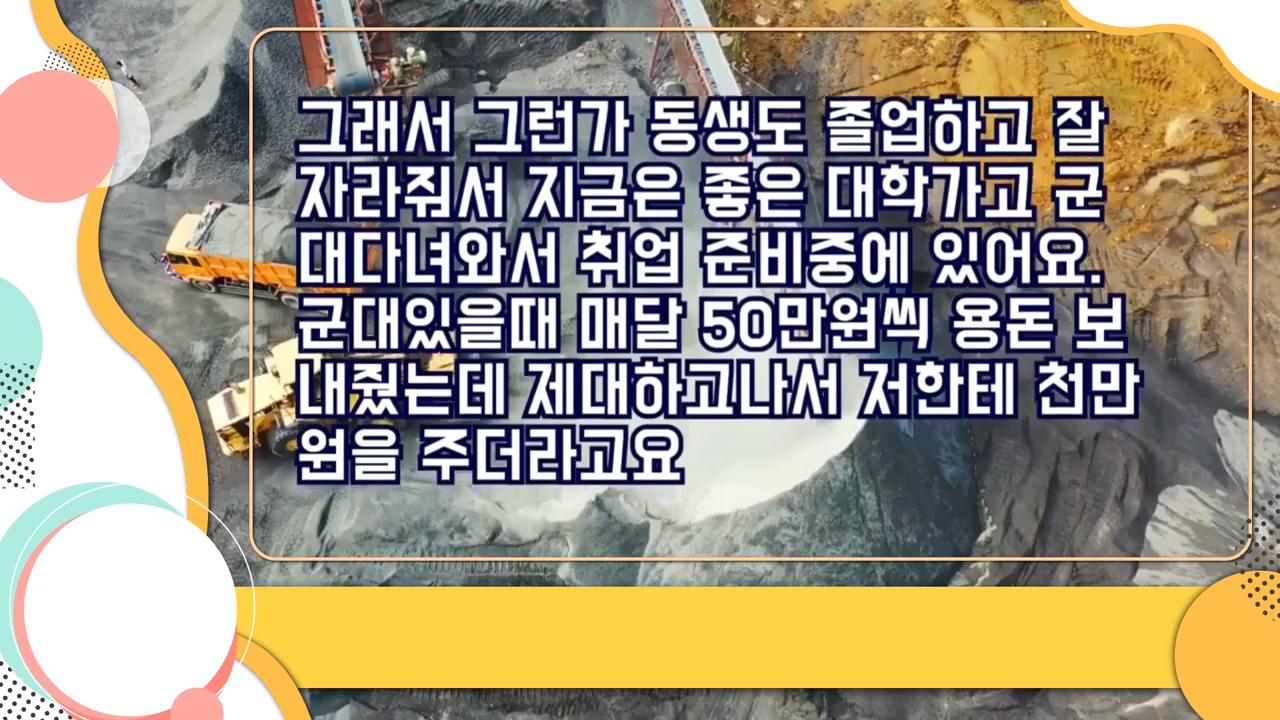 그래서 그런가 동생도 졸업하고 잘
자라줘서 지금은 좋은 대학가고 군
대다녀와서 취업 준비중에 있어요.
군대있을때 매달 50만원씩 용돈 보
내줬는데 제대하고나서 저한테 천만
원을 주더라고요